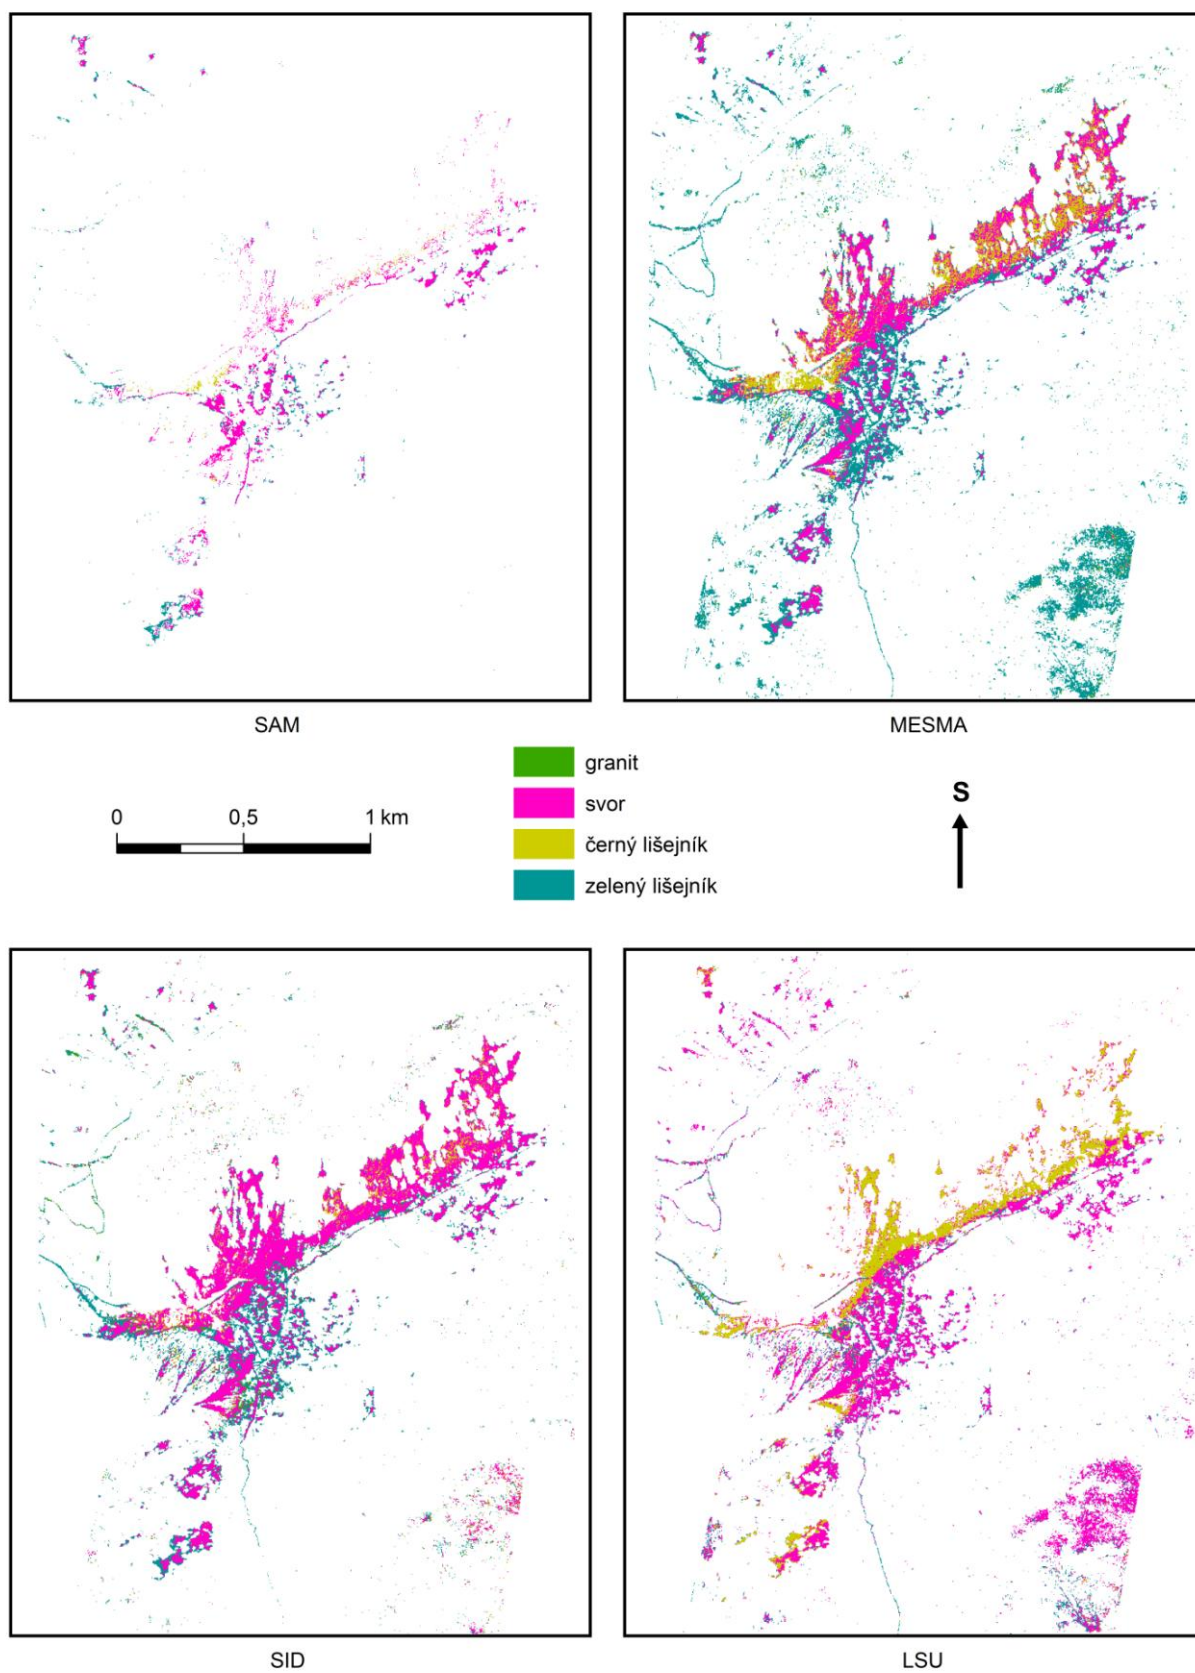 SAM
MESMA
granit
svor
černý lišejník
zelený lišejník
0
0,5
1 km
S
SID
LSU